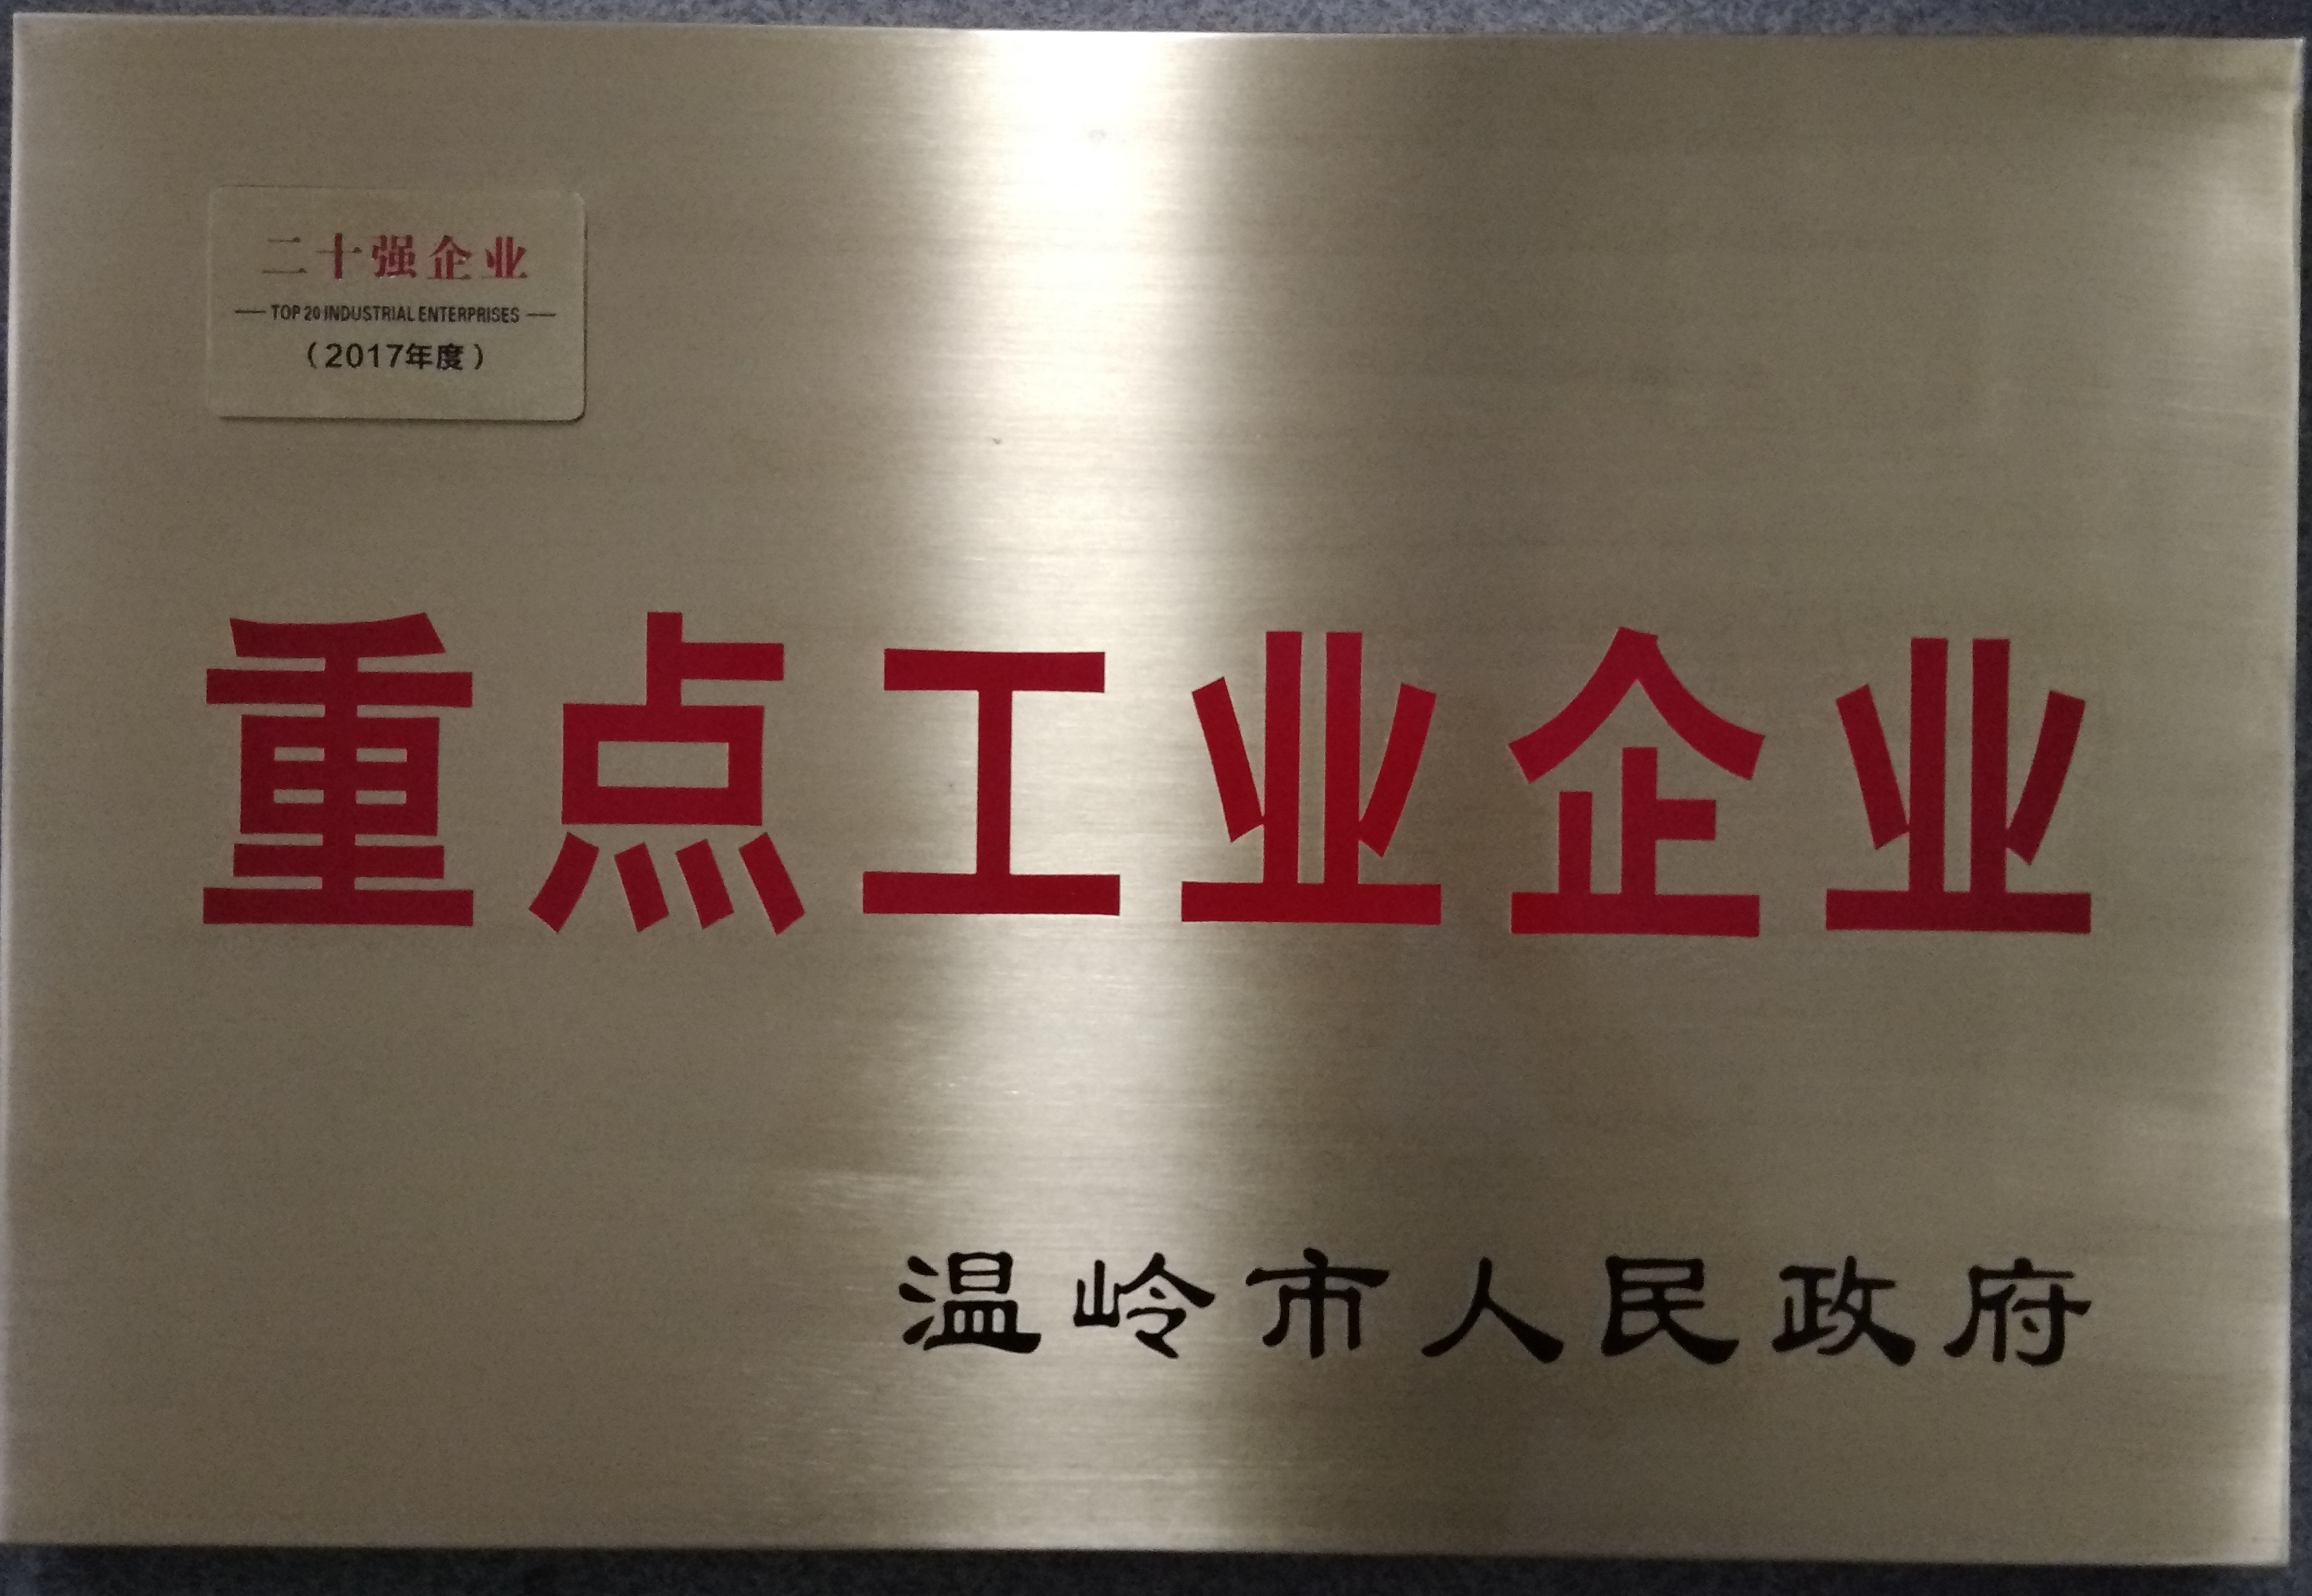 二十强企业
TOP 20 INDUSTRIAL ENTERPRISES
（2017年度）
重点工业企业
温岭市人民政府